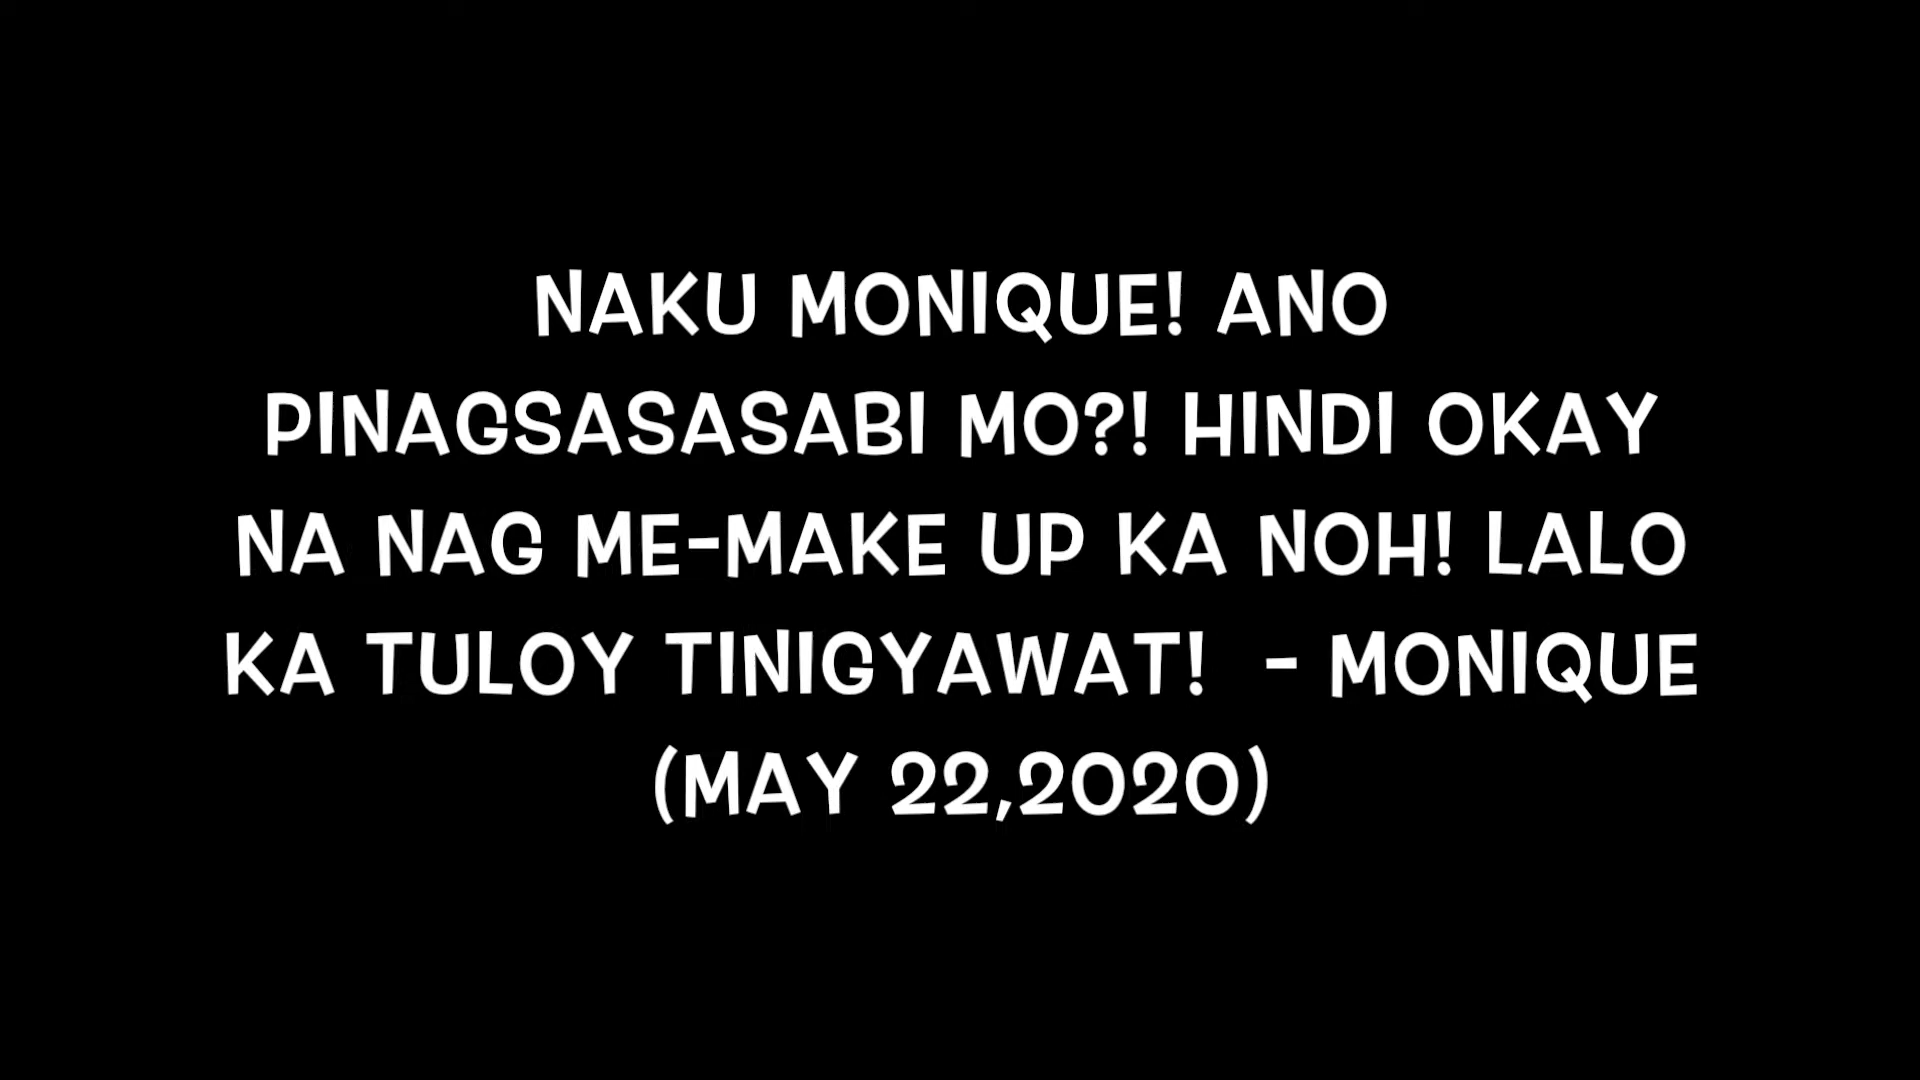 NAKU MONIQUE! ANO
PINAGSASASABI MO?! HINDI OKAY
NA NAG ME-MAKE UP KA NOH! LALO
KA TULOY TINIGYAWAT!  - MONIQUE
(MAY 22,2020)